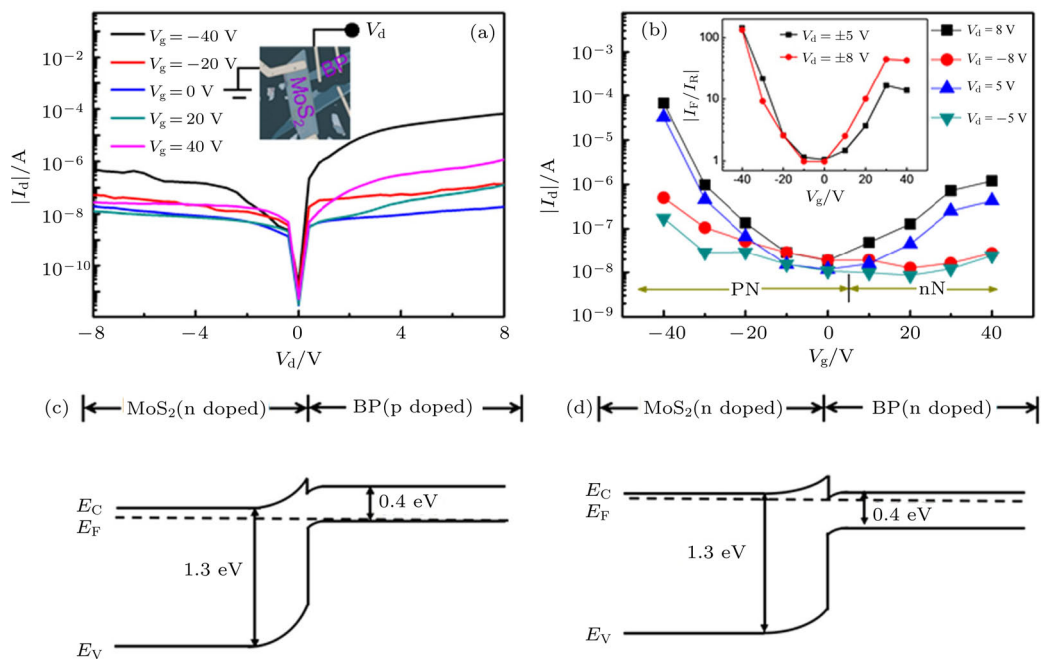 (a)
|I_d|/A
10^−2
10^−4
10^−6
10^−8
10^−10
V_g = −40 V
V_g = −20 V
V_g = 0 V
V_g = 20 V
V_g = 40 V
V_d
BP
MoS_2
−8
−4
0
4
8
V_d/V
(b)
|I_d|/A
10^−3
10^−4
10^−5
10^−6
10^−7
10^−8
10^−9
|I_F/I_R|
100
10
1
V_d = ±5 V
V_d = ±8 V
−40
−20
0
20
40
V_g/V
V_d = 8 V
V_d = −8 V
V_d = 5 V
V_d = −5 V
PN
nN
−40
−20
0
20
40
V_g/V
(c)
MoS_2(n doped)
BP(p doped)
E_C
E_F
E_V
0.4 eV
1.3 eV
(d)
MoS_2(n doped)
BP(n doped)
E_C
E_F
E_V
0.4 eV
1.3 eV